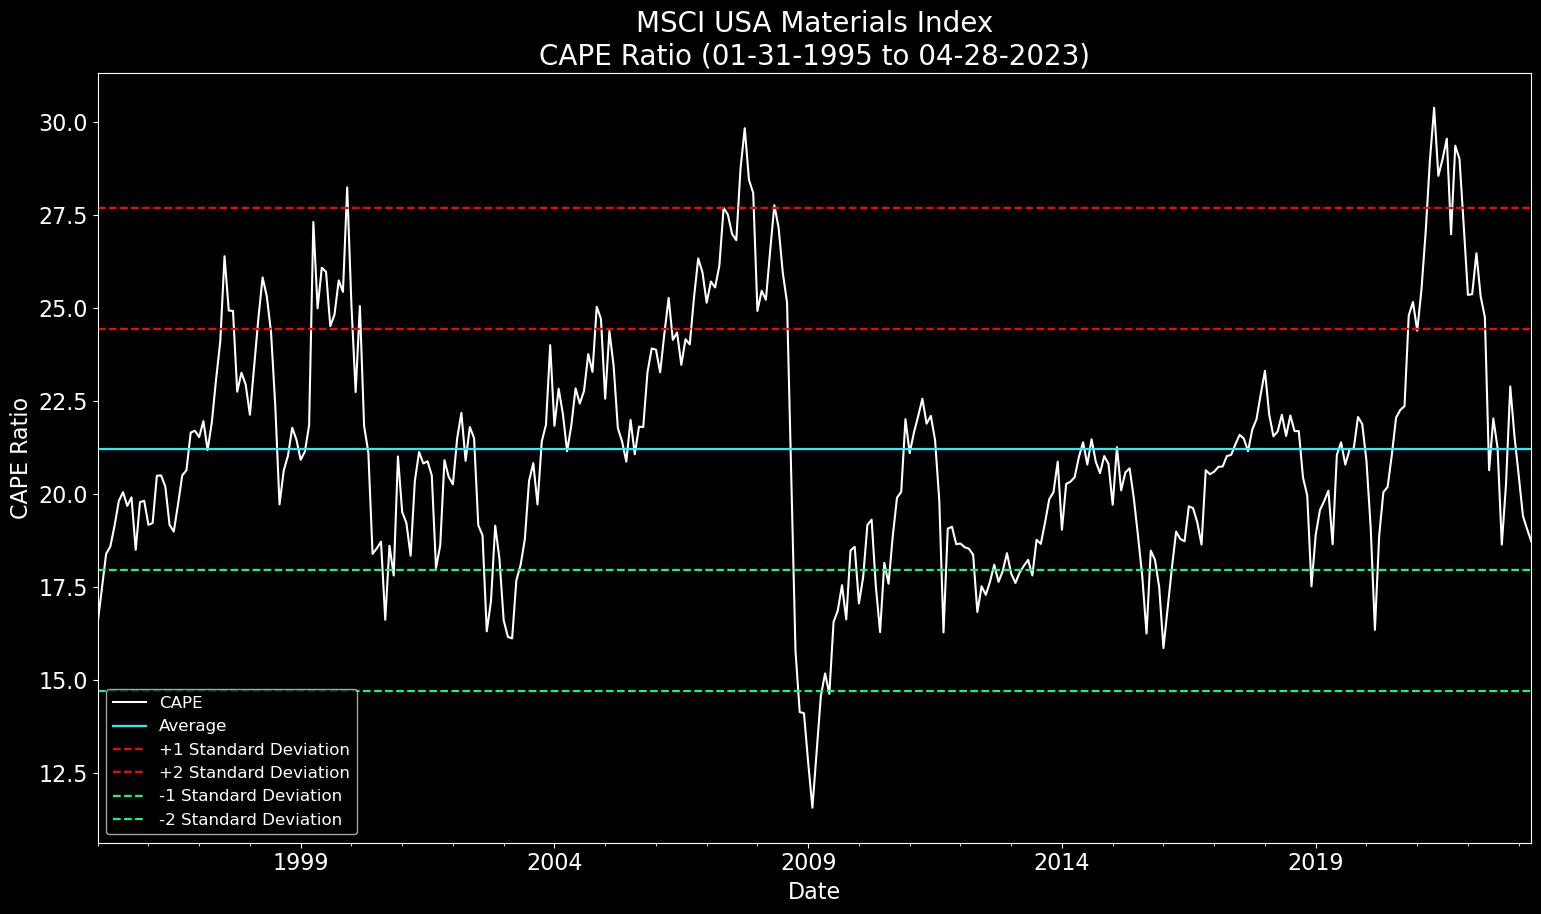 MSCI USA Materials Index
CAPE Ratio (01-31-1995 to 04-28-2023)
CAPE Ratio
30.0
27.5
25.0
22.5
20.0
17.5
15.0
12.5
CAPE
Average
+1 Standard Deviation
+2 Standard Deviation
-1 Standard Deviation
-2 Standard Deviation
1999 2004 2009 2014 2019
Date